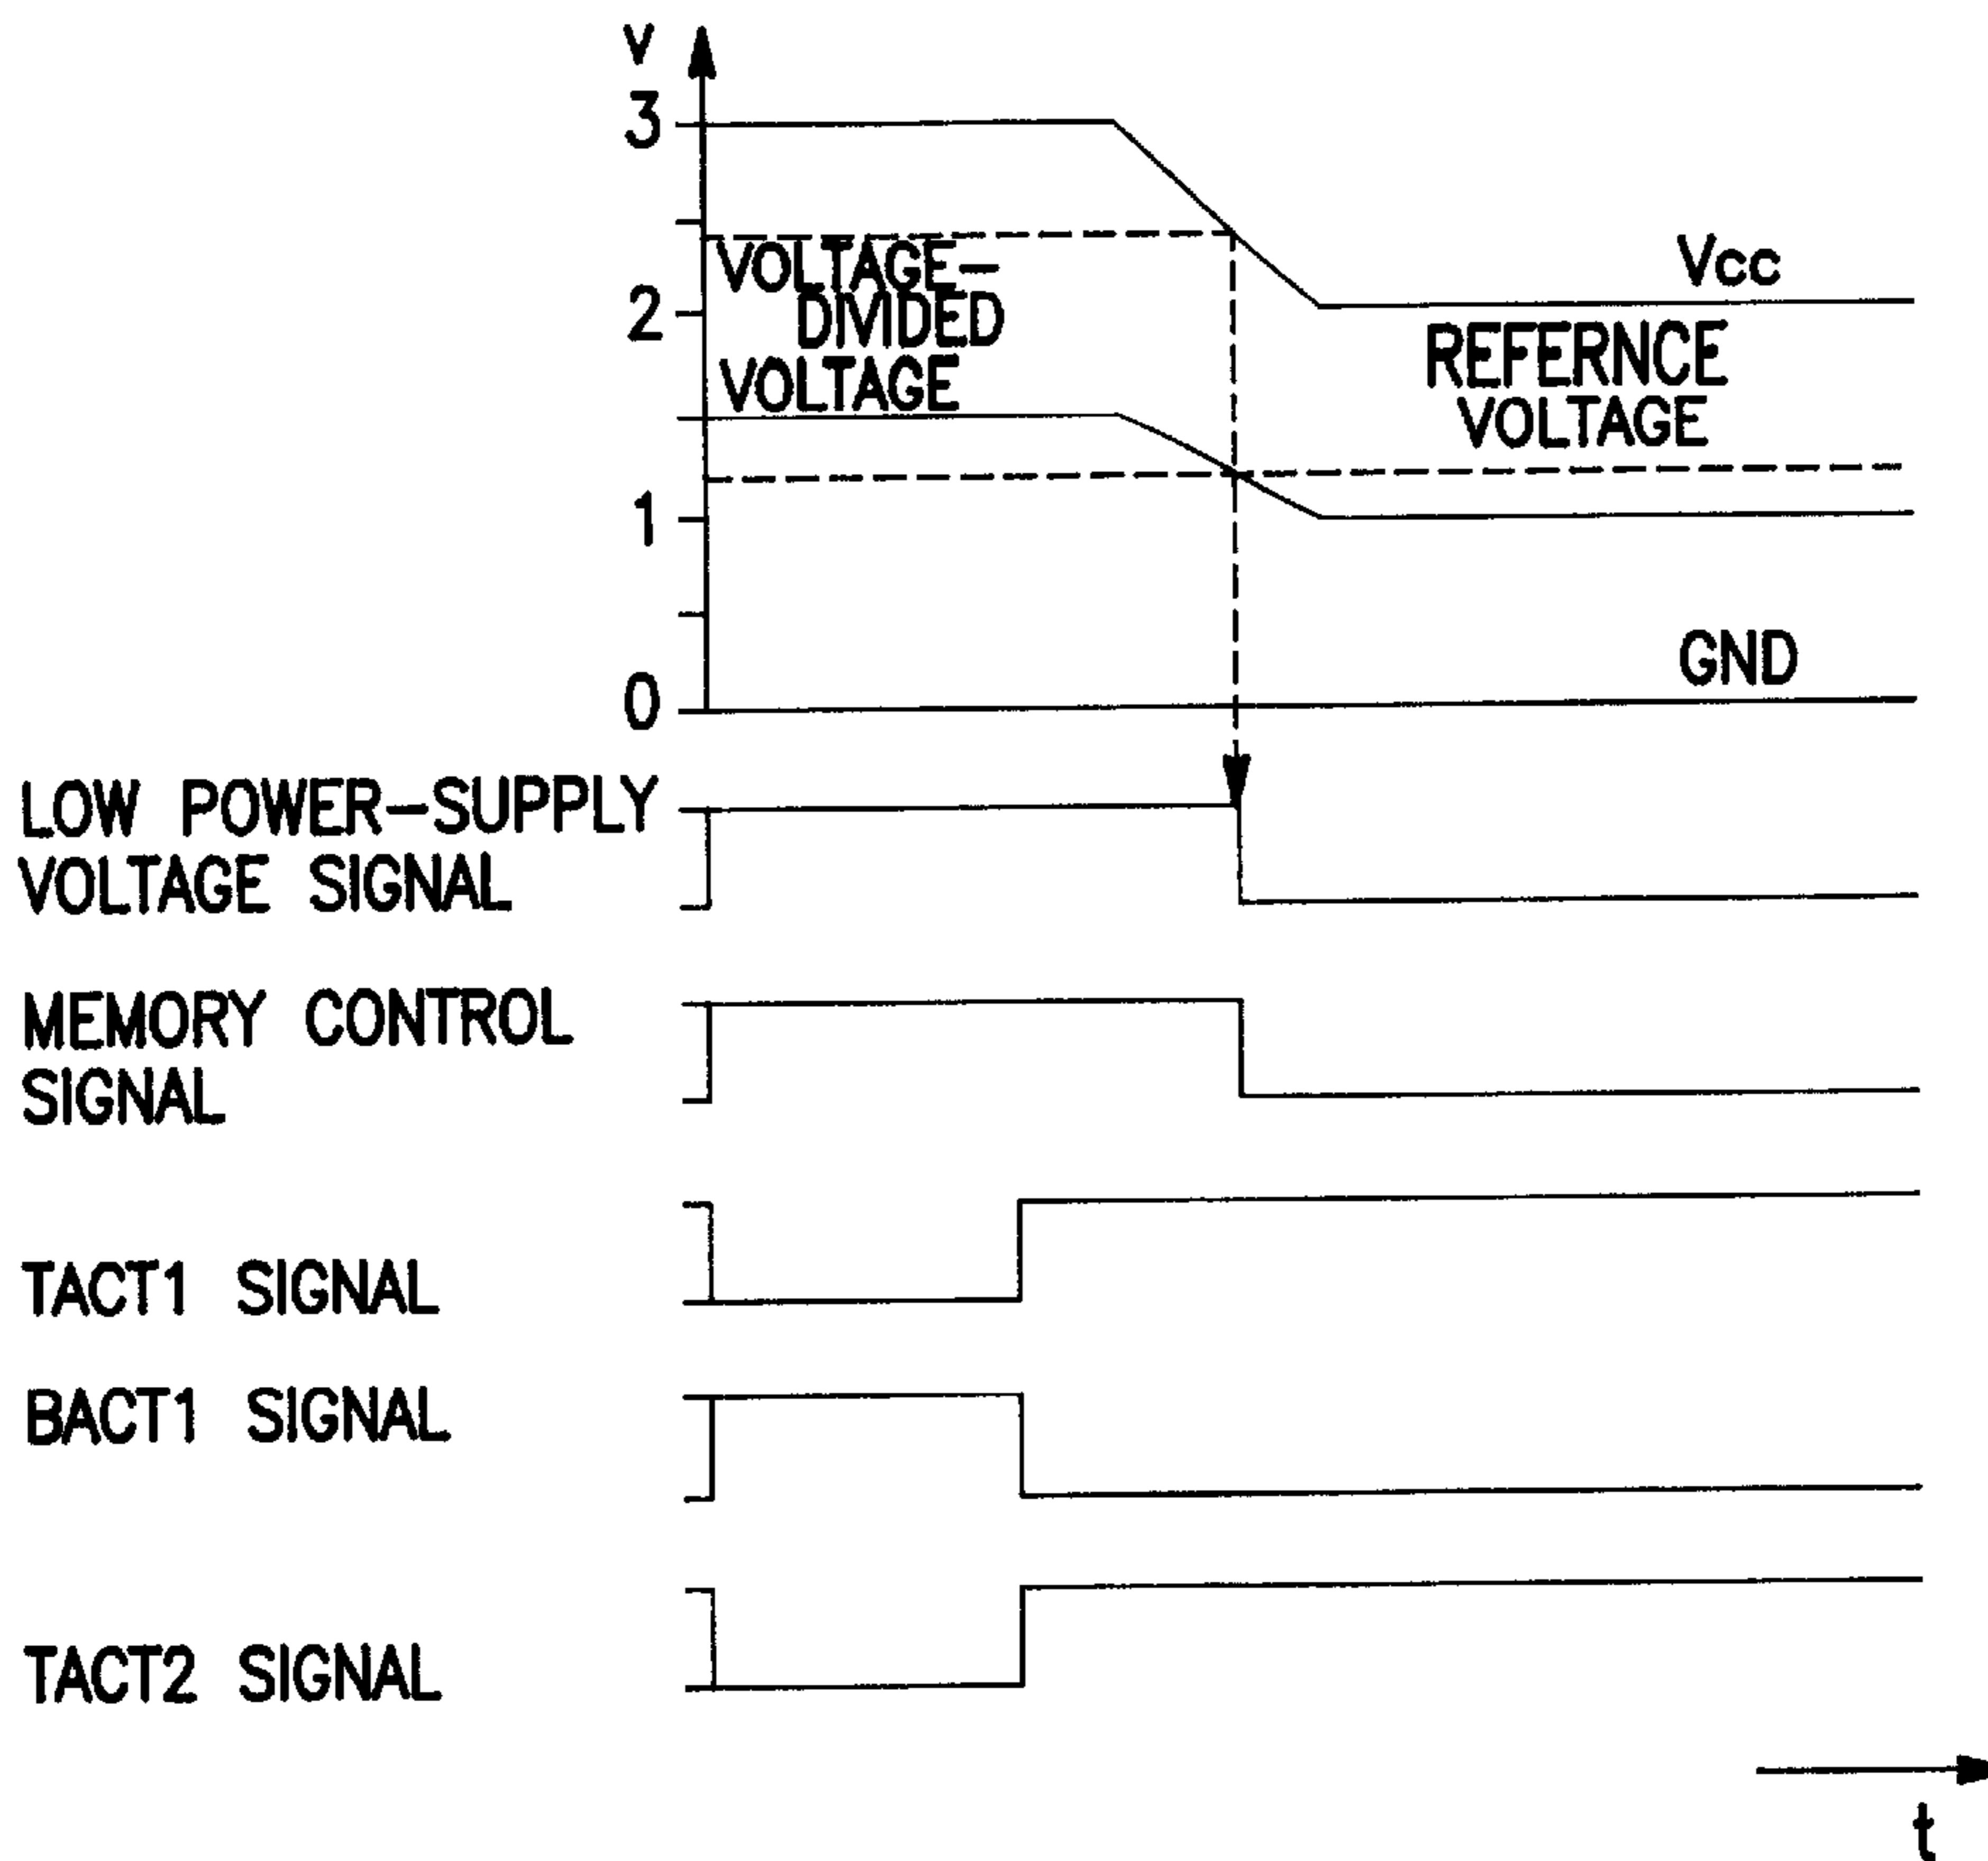 V
3
VOLTAGE-
DIVIDED
VOLTAGE
Vcc
2
REFERNCE
VOLTAGE
1
GND
0
LOW POWER-SUPPLY
VOLTAGE SIGNAL
MEMORY CONTROL
SIGNAL
TACT1 SIGNAL
BACT1 SIGNAL
TACT2 SIGNAL
t